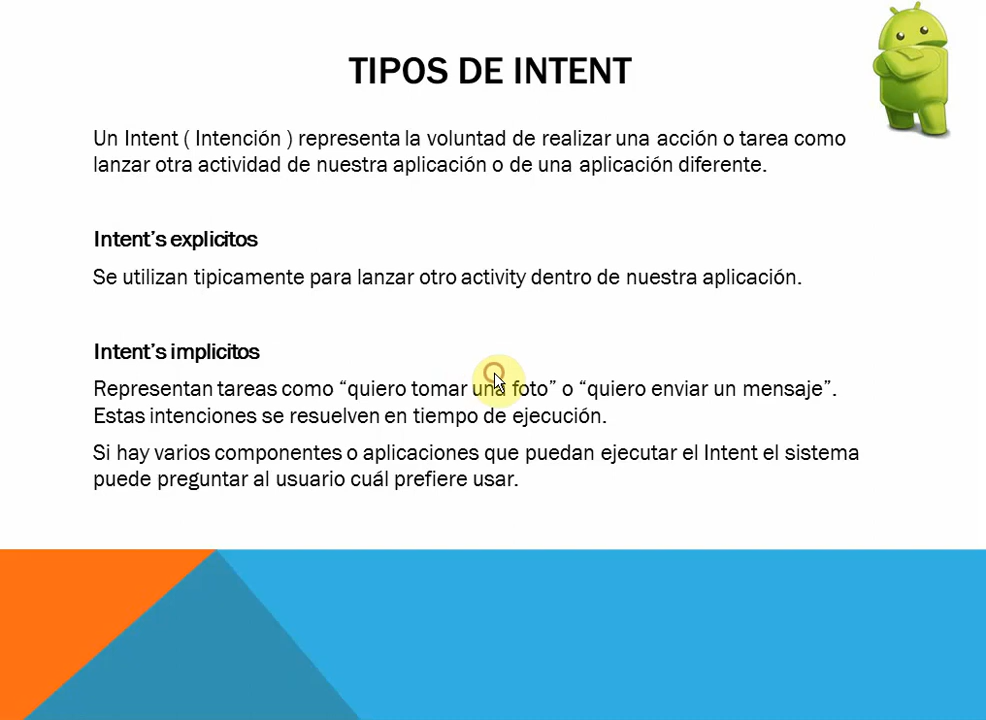 TIPOS DE INTENT
Un Intent ( Intención ) representa la voluntad de realizar una acción o tarea como
lanzar otra actividad de nuestra aplicación o de una aplicación diferente.
Intent's explicitos
Se utilizan tipicamente para lanzar otro activity dentro de nuestra aplicación.
Intent's implicitos
Representan tareas como “quiero tomar una foto” o “quiero enviar un mensaje”.
Estas intenciones se resuelven en tiempo de ejecución.
Si hay varios componentes o aplicaciones que puedan ejecutar el Intent el sistema
puede preguntar al usuario cuál prefiere usar.